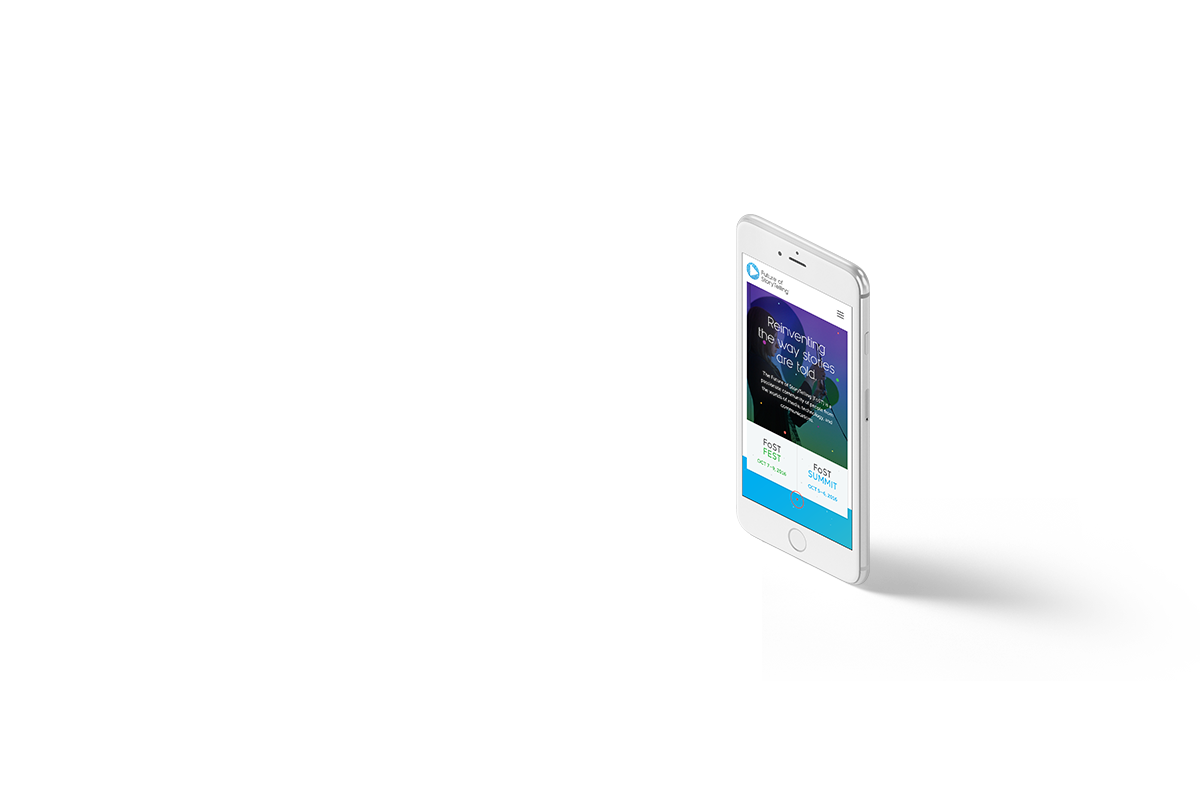 Future of
StoryTelling
Reinventing
the way stories
are told.
The Future of StoryTelling (FoST) is a
passionate community of people from
the worlds of media, technology, and
communications.
FoST
FEST
OCT 7–9, 2016
FoST
SUMMIT
OCT 5–6, 2016